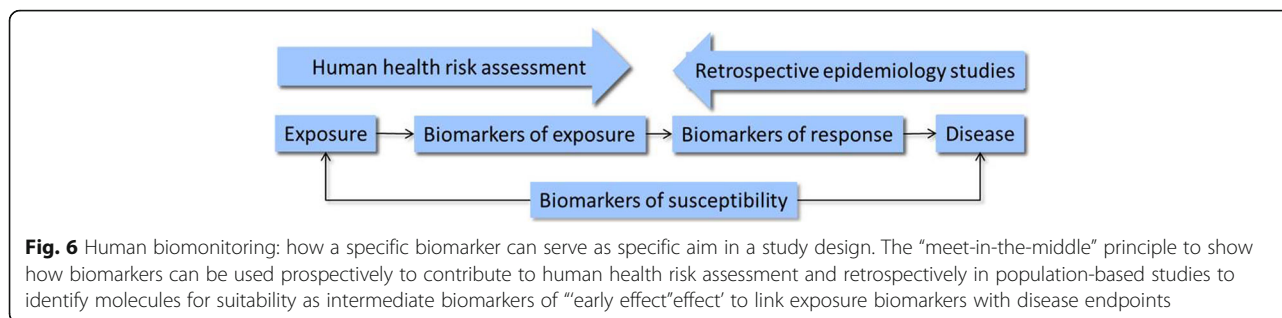 Human health risk assessment
Retrospective epidemiology studies
Exposure
Biomarkers of exposure
Biomarkers of response
Disease
Biomarkers of susceptibility
Fig. 6 Human biomonitoring: how a specific biomarker can serve as specific aim in a study design. The “meet-in-the-middle” principle to show
how biomarkers can be used prospectively to contribute to human health risk assessment and retrospectively in population-based studies to
identify molecules for suitability as intermediate biomarkers of “‘early effect”effect’ to link exposure biomarkers with disease endpoints